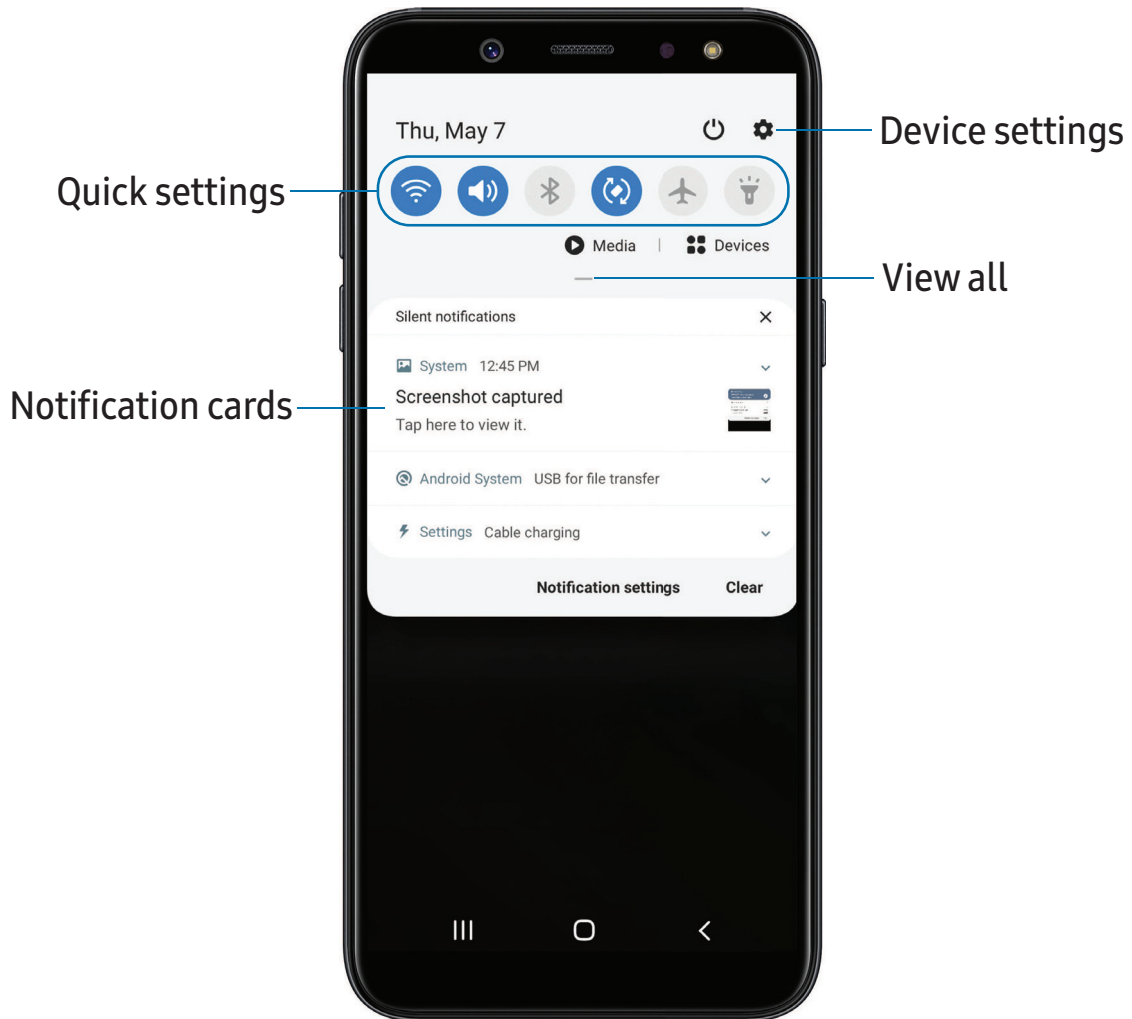 Thu, May 7
Device settings
Quick settings
Media | Devices
View all
Silent notifications
System 12:45 PM
Notification cards
Screenshot captured
Tap here to view it.
Android System USB for file transfer
Settings Cable charging
Notification settings Clear